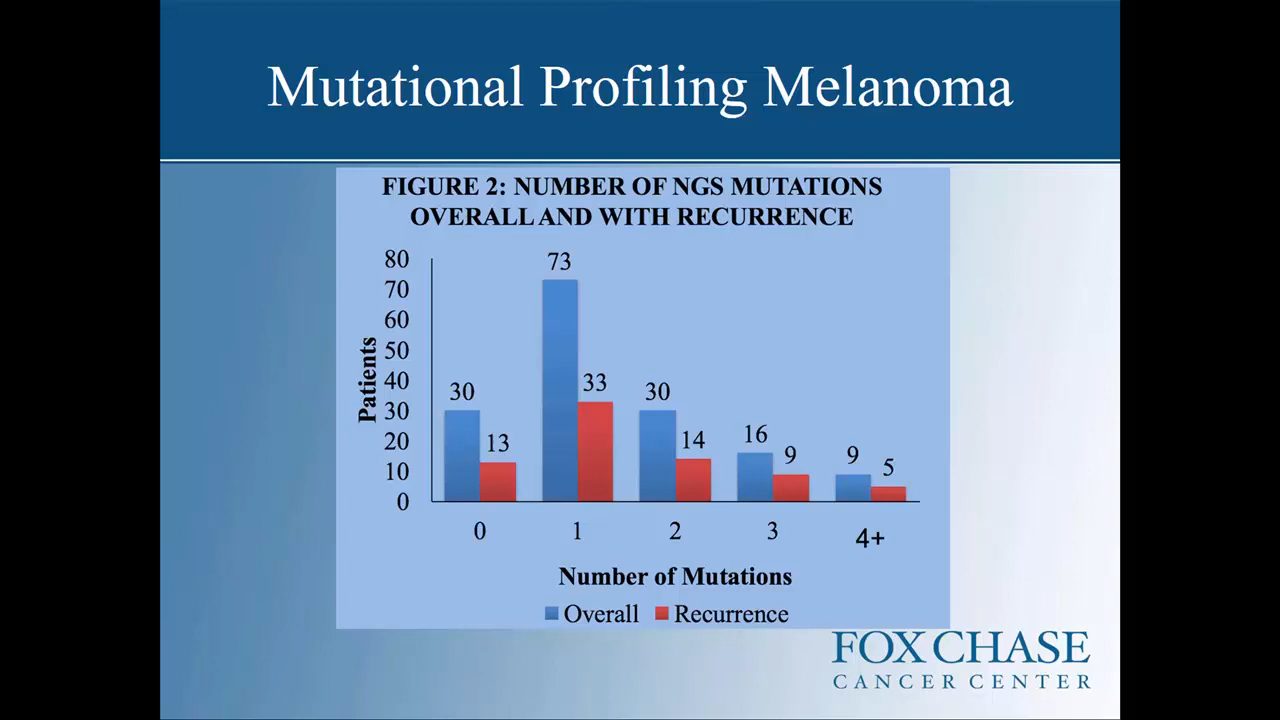 Mutational Profiling Melanoma
FIGURE 2: NUMBER OF NGS MUTATIONS
OVERALL AND WITH RECURRENCE
80
70
60
50
40
30
20
10
0
Patients
30
13
73
33
30
14
16
9
9
5
0
1
2
3
4+
Number of Mutations
Overall
Recurrence
FOX CHASE
CANCER CENTER